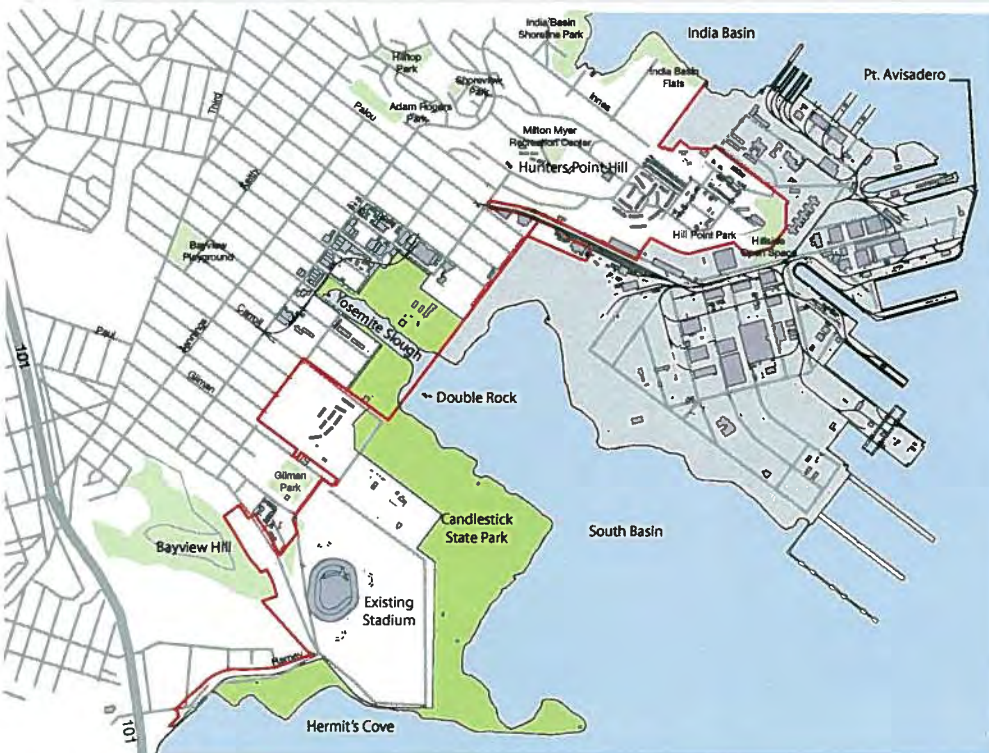 India Basin
Shoreline Park
India Basin
Pt. Avisadero
Hilltop
Park
India Basin
Flats
Shoreview
Park
Innes
Third
Palou
Adam Rogers
Park
Milton Myer
Recreation Center
Hunters Point Hill
Keith
Hill Point Park
Hillside
Open Space
Bayview
Playground
Yosemite Slough
Carroll
Paul
Jennings
Gilman
101
Double Rock
Gilman
Park
Candlestick
State Park
South Basin
Bayview Hill
Existing
Stadium
Harney
Hermit's Cove
101